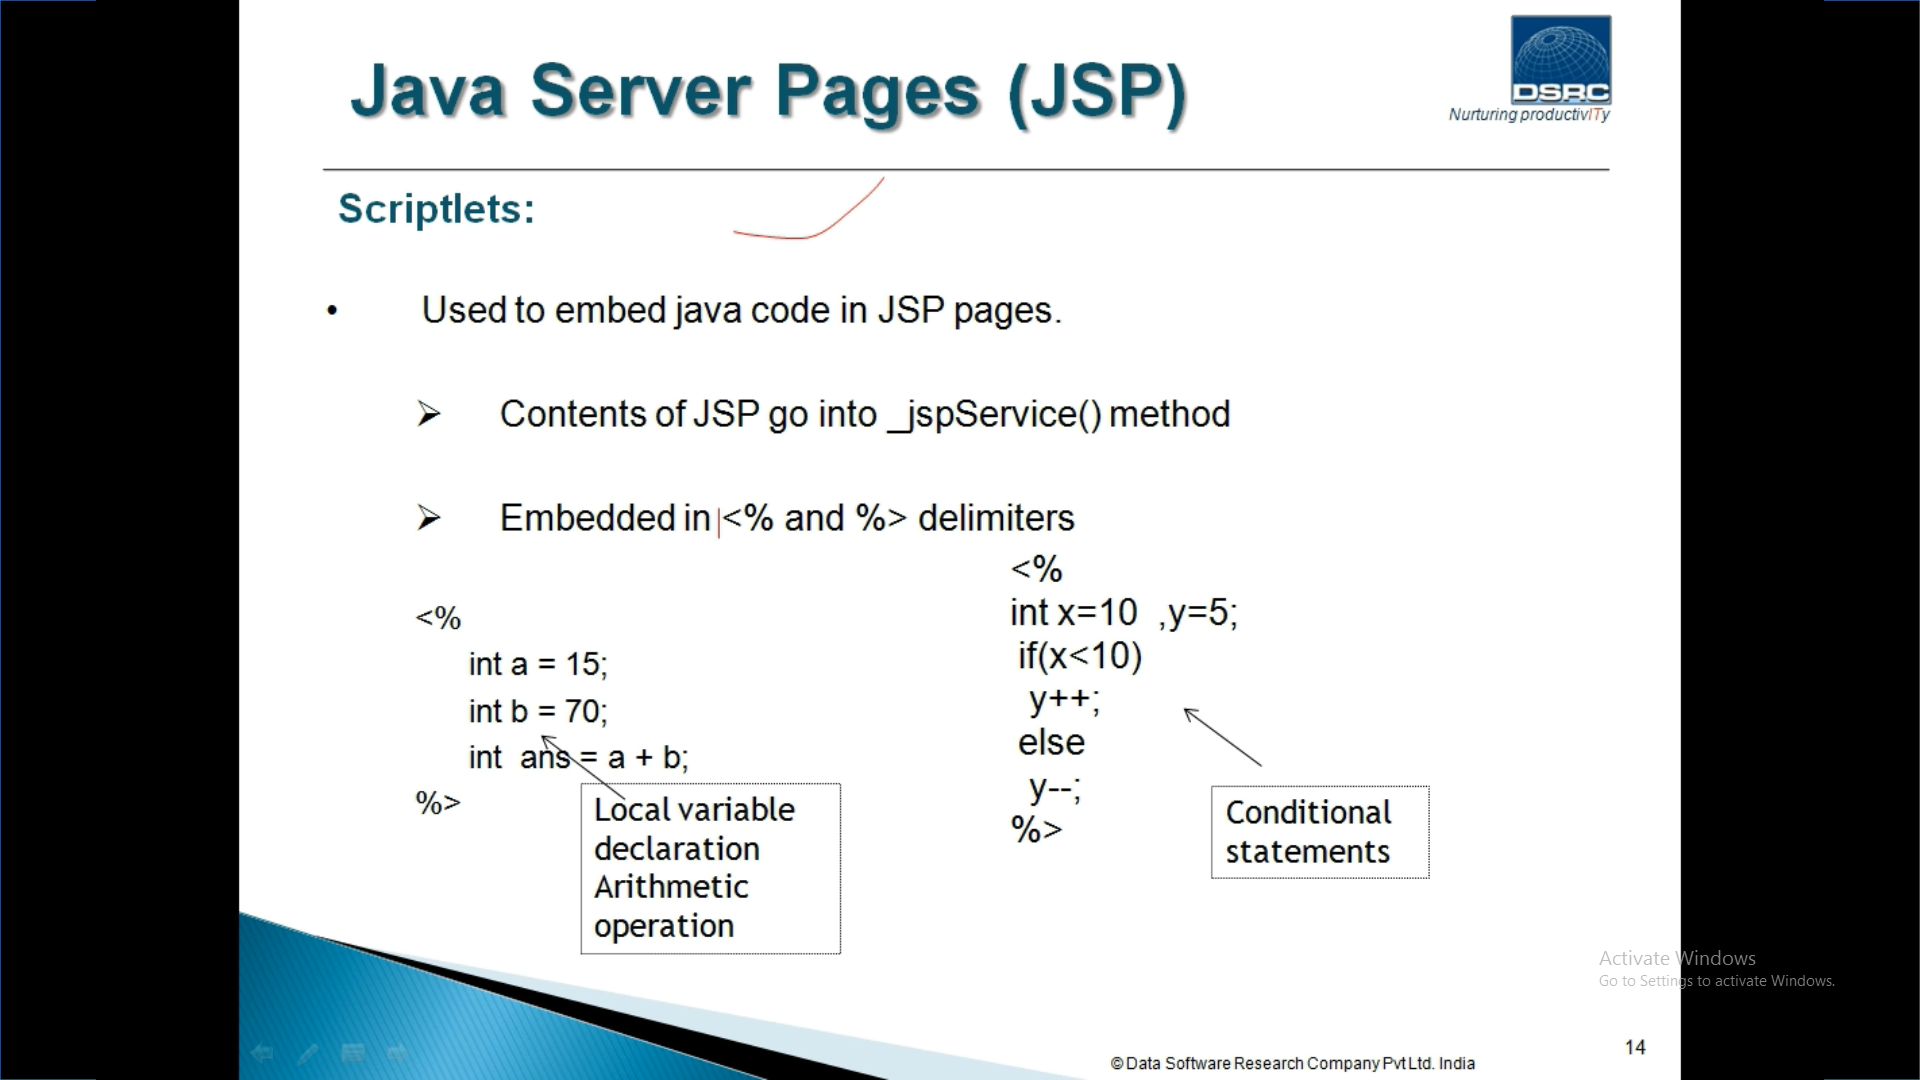 Java Server Pages (JSP)
DSRC
Nurturing productivITy
Scriptlets:
• Used to embed java code in JSP pages.
➢ Contents of JSP go into _jspService() method
➢ Embedded in <% and %> delimiters
<%
int a = 15;
int b = 70;
int ans = a + b;
%>
Local variable
declaration
Arithmetic
operation
<%
int x=10 ,y=5;
if(x<10)
y++;
else
y--;
%>
Conditional
statements
Activate Windows
Go to Settings to activate Windows.
14
© Data Software Research Company Pvt Ltd. India